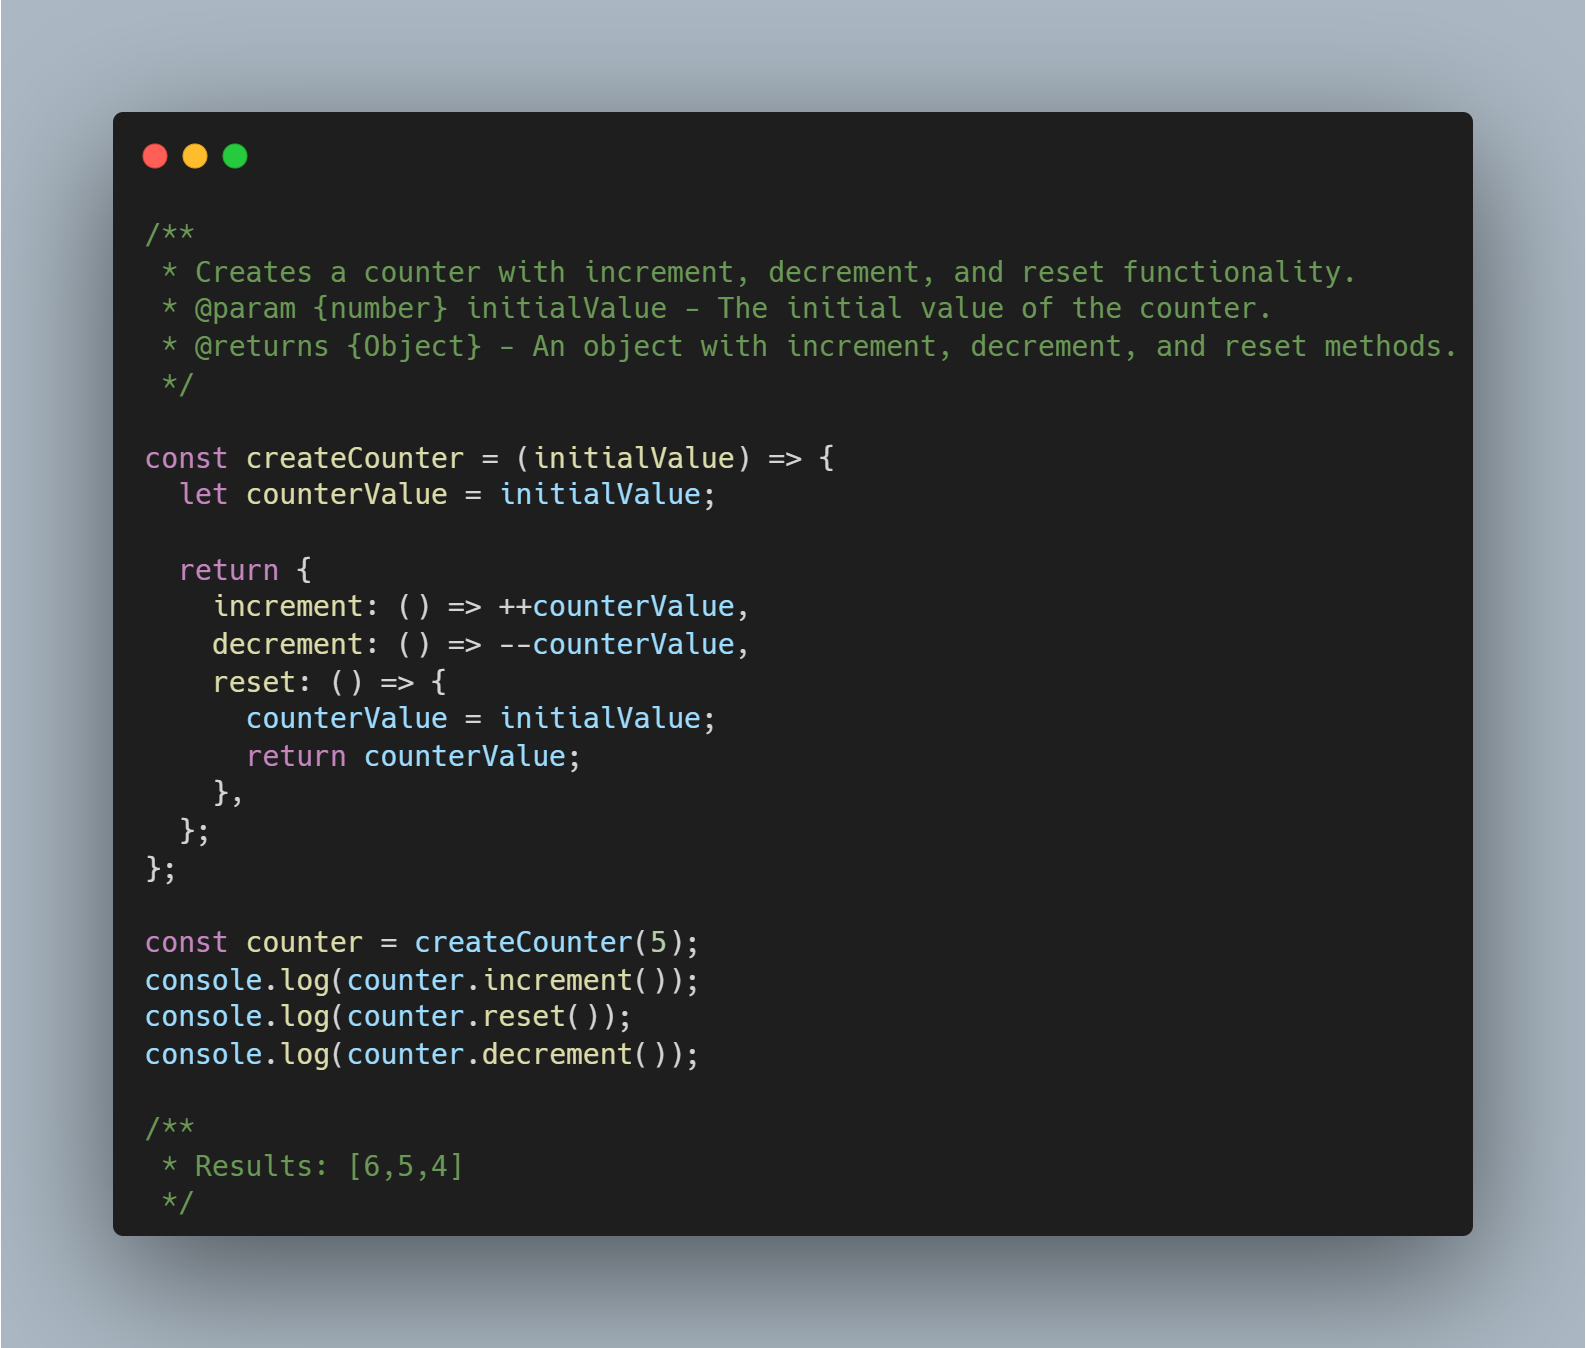 /**
 * Creates a counter with increment, decrement, and reset functionality.
 * @param {number} initialValue - The initial value of the counter.
 * @returns {Object} - An object with increment, decrement, and reset methods.
 */
const createCounter = (initialValue) => {
  let counterValue = initialValue;
  return {
    increment: () => ++counterValue,
    decrement: () => --counterValue,
    reset: () => {
      counterValue = initialValue;
      return counterValue;
    },
  };
};
const counter = createCounter(5);
console.log(counter.increment());
console.log(counter.reset());
console.log(counter.decrement());
/**
 * Results: [6,5,4]
 */